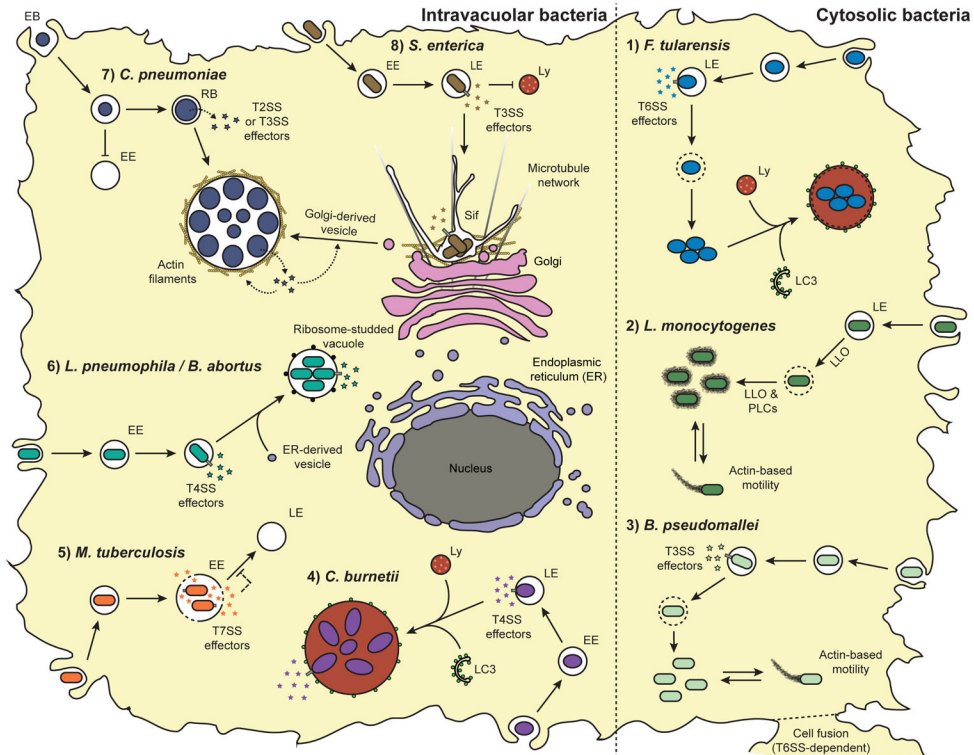 Intravacuolar bacteria
Cytosolic bacteria
EB
7) C. pneumoniae
RB
T2SS
or T3SS
effectors
EE
Golgi-derived
vesicle
Actin
filaments
8) S. enterica
EE
LE
Ly
T3SS
effectors
Microtubule
network
Sif
Golgi
1) F. tularensis
LE
T6SS
effectors
Ly
LC3
6) L. pneumophila / B. abortus
Ribosome-studded
vacuole
EE
T4SS
effectors
ER-derived
vesicle
Endoplasmic
reticulum (ER)
Nucleus
2) L. monocytogenes
LE
LLO
LLO &
PLCs
Actin-based
motility
5) M. tuberculosis
EE
LE
T7SS
effectors
4) C. burnetii
Ly
LE
T4SS
effectors
EE
LC3
3) B. pseudomallei
T3SS
effectors
Actin-based
motility
Cell fusion
(T6SS-dependent)